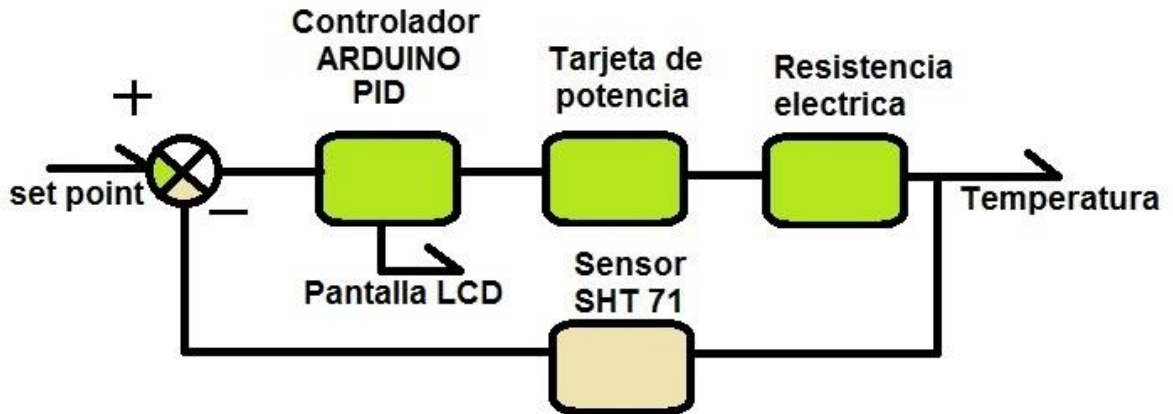 Controlador
ARDUINO
PID
Tarjeta de
potencia
Resistencia
electrica
+
set point
−
Temperatura
Pantalla LCD
Sensor
SHT 71